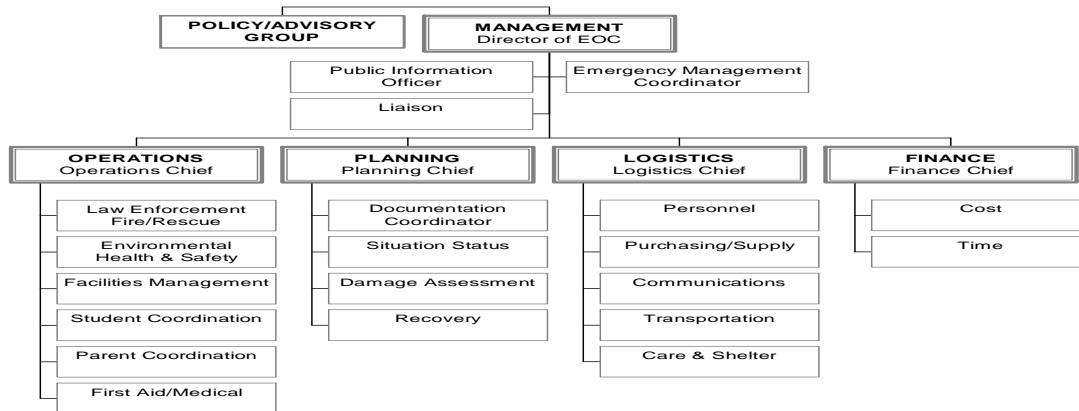 POLICY/ADVISORY
GROUP
MANAGEMENT
Director of EOC
Public Information
Officer
Emergency Management
Coordinator
Liaison
OPERATIONS
Operations Chief
PLANNING
Planning Chief
LOGISTICS
Logistics Chief
FINANCE
Finance Chief
Law Enforcement
Fire/Rescue
Environmental
Health & Safety
Facilities Management
Student Coordination
Parent Coordination
First Aid/Medical
Documentation
Coordinator
Situation Status
Damage Assessment
Recovery
Personnel
Purchasing/Supply
Communications
Transportation
Care & Shelter
Cost
Time